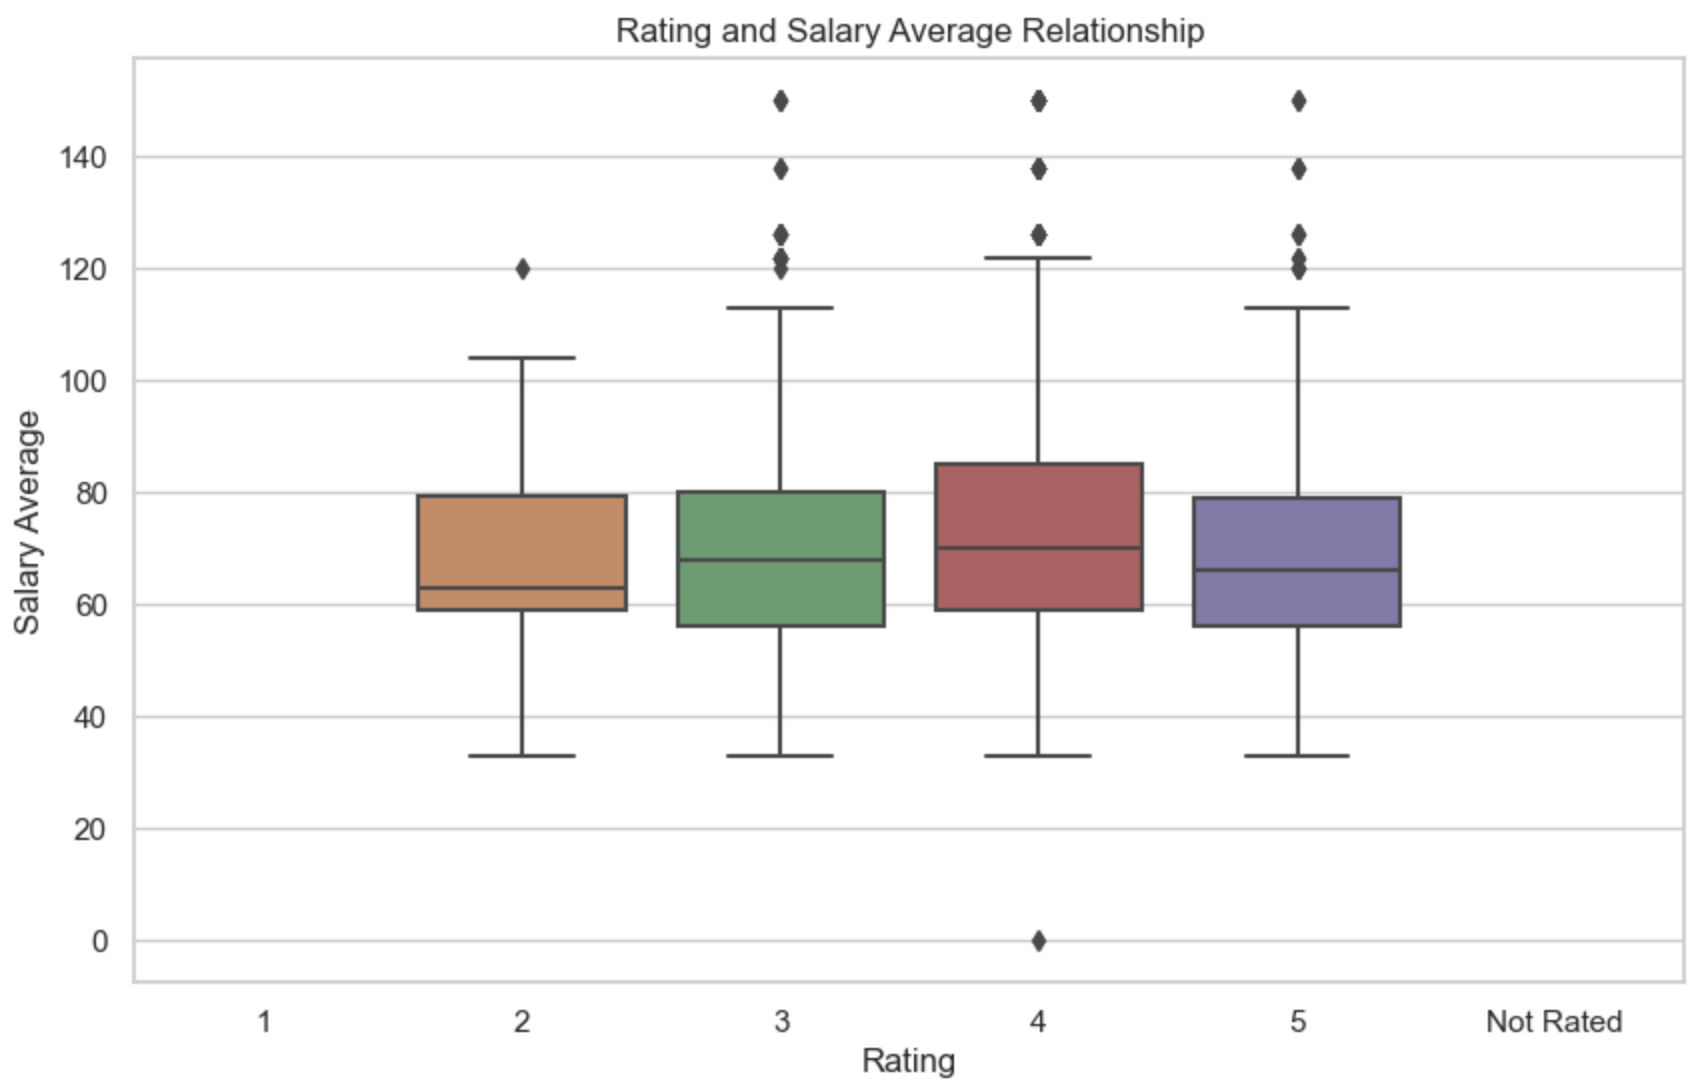 Rating and Salary Average Relationship
Salary Average
140
120
100
80
60
40
20
0
1 2 3 4 5 Not Rated
Rating